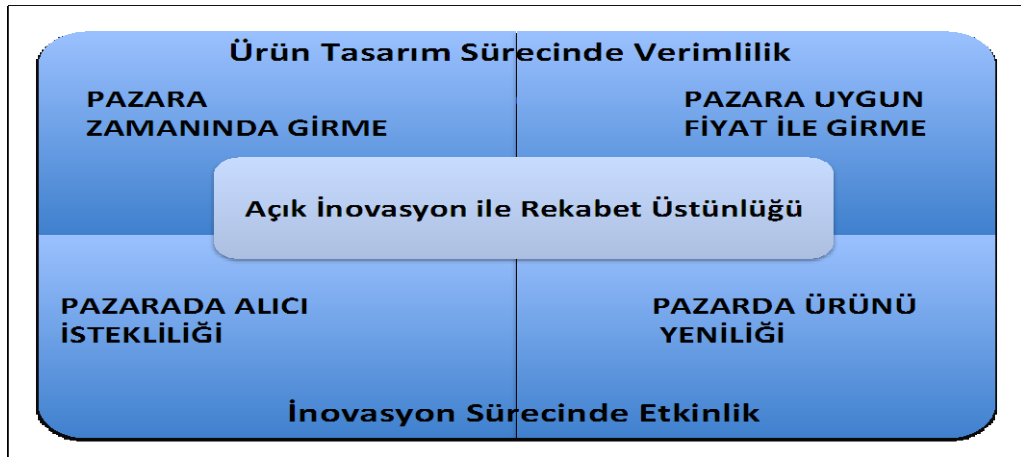 Ürün Tasarım Sürecinde Verimlilik
PAZARA
ZAMANINDA GİRME
PAZARA UYGUN
FİYAT İLE GİRME
Açık İnovasyon ile Rekabet Üstünlüğü
PAZARADA ALICI
İSTEKLİLİĞİ
PAZARDA ÜRÜNÜ
YENİLİĞİ
İnovasyon Sürecinde Etkinlik